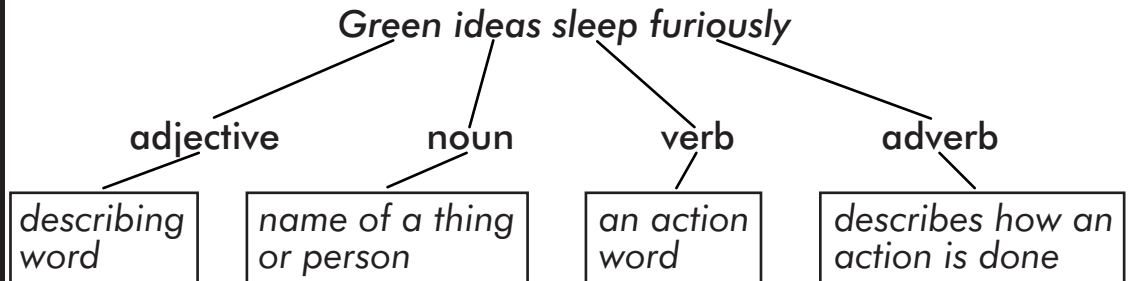 Green ideas sleep furiously
adjective noun verb adverb
describing word
name of a thing or person
an action word
describes how an action is done